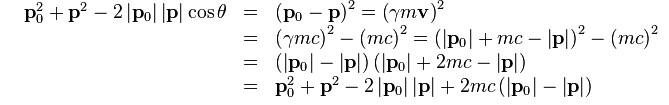 𝐩₀² + 𝐩² − 2 |𝐩₀| |𝐩| cos θ = (𝐩₀ − 𝐩)² = (γm𝐯)²
= (γmc)² − (mc)² = (|𝐩₀| + mc − |𝐩|)² − (mc)²
= (|𝐩₀| − |𝐩|) (|𝐩₀| + 2mc − |𝐩|)
= 𝐩₀² + 𝐩² − 2 |𝐩₀| |𝐩| + 2mc (|𝐩₀| − |𝐩|)